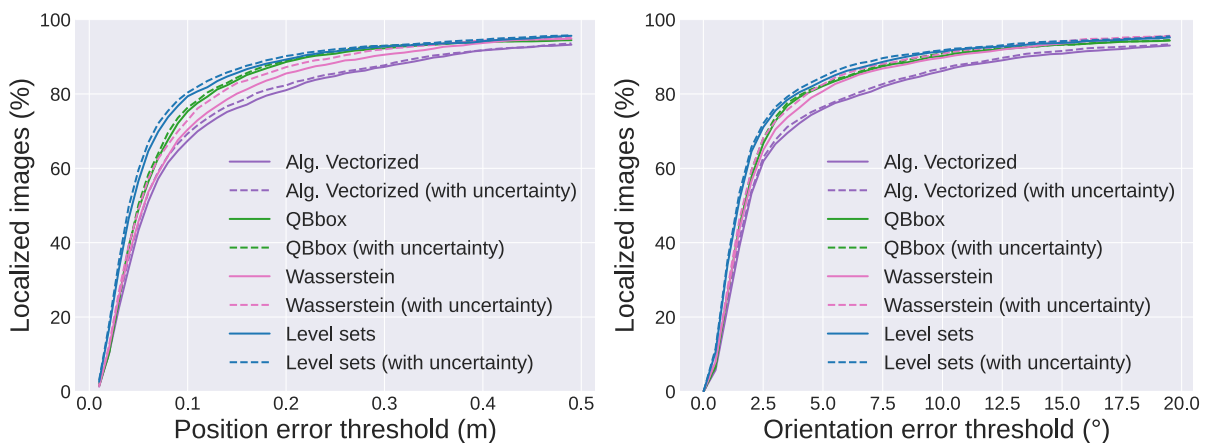 Localized images (%)
100
80
60
40
20
0
0.0 0.1 0.2 0.3 0.4 0.5
Position error threshold (m)
Alg. Vectorized
Alg. Vectorized (with uncertainty)
QBbox
QBbox (with uncertainty)
Wasserstein
Wasserstein (with uncertainty)
Level sets
Level sets (with uncertainty)
Localized images (%)
100
80
60
40
20
0
0.0 2.5 5.0 7.5 10.0 12.5 15.0 17.5 20.0
Orientation error threshold (°)
Alg. Vectorized
Alg. Vectorized (with uncertainty)
QBbox
QBbox (with uncertainty)
Wasserstein
Wasserstein (with uncertainty)
Level sets
Level sets (with uncertainty)